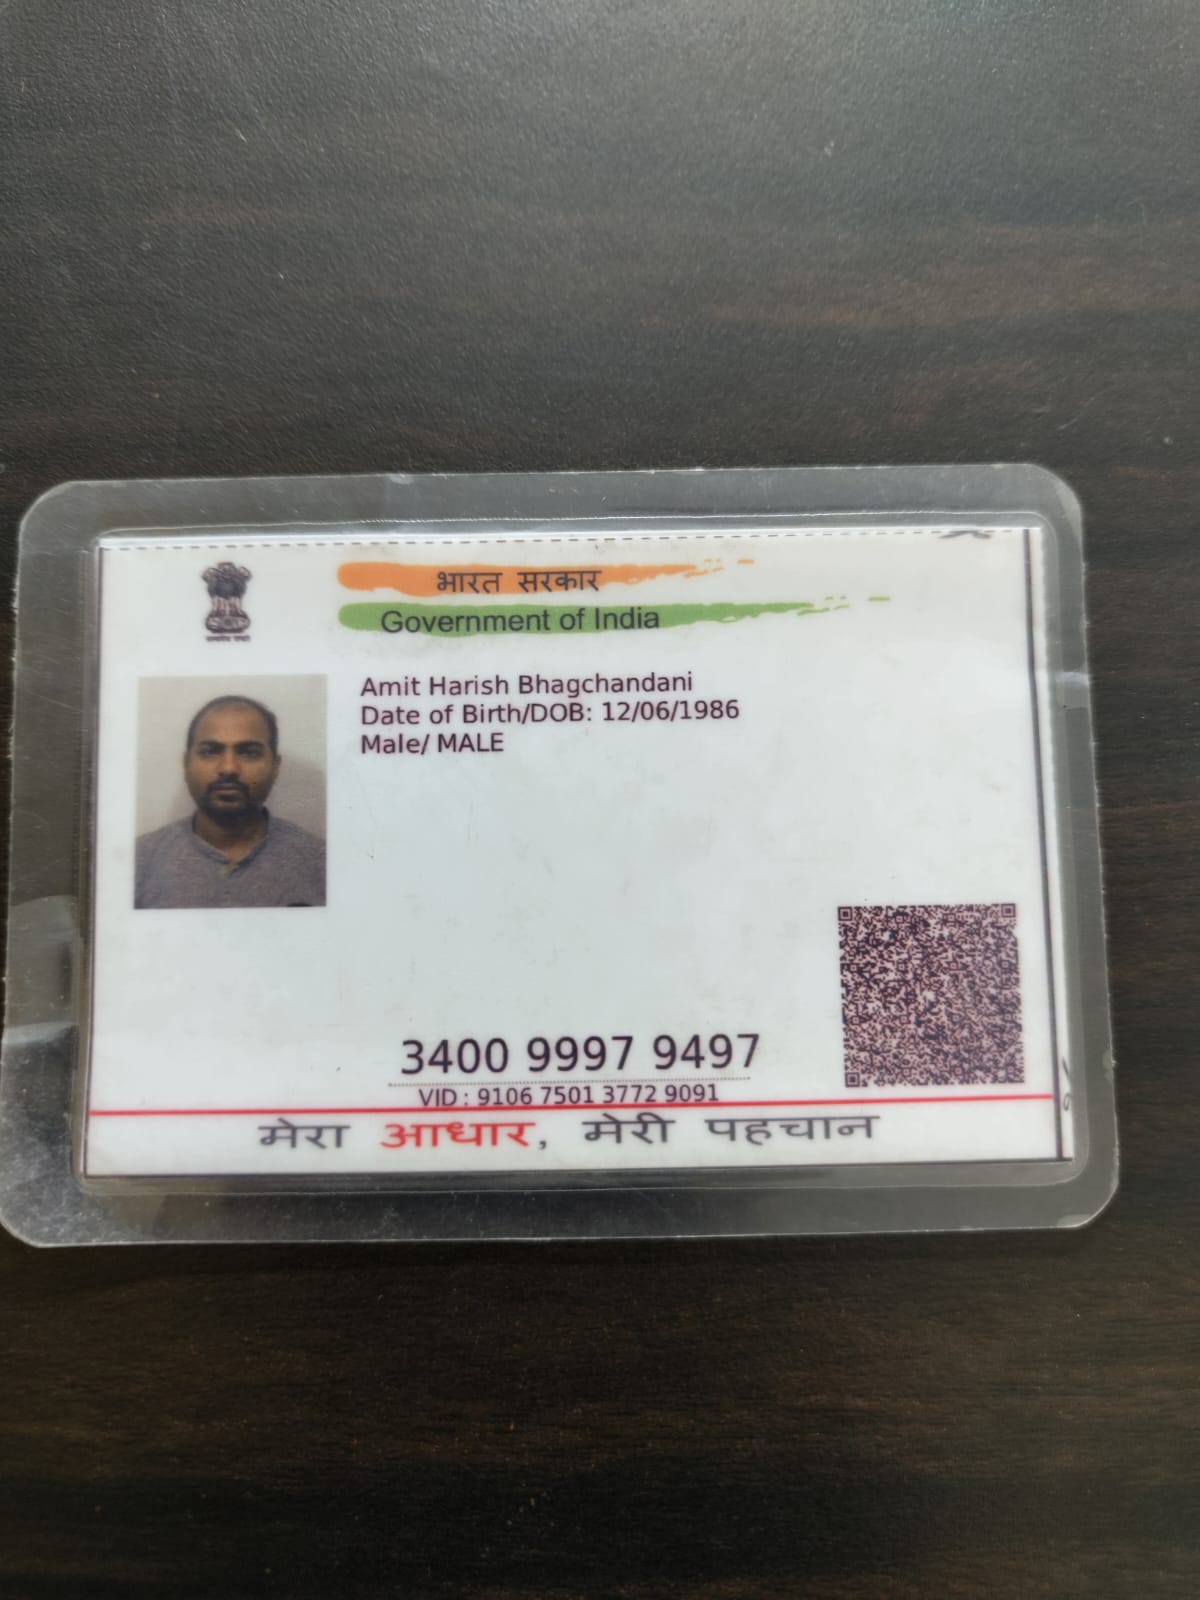 भारत सरकार
Government of India
Amit Harish Bhagchandani
Date of Birth/DOB: 12/06/1986
Male/ MALE
3400 9997 9497
VID : 9106 7501 3772 9091
मेरा आधार, मेरी पहचान